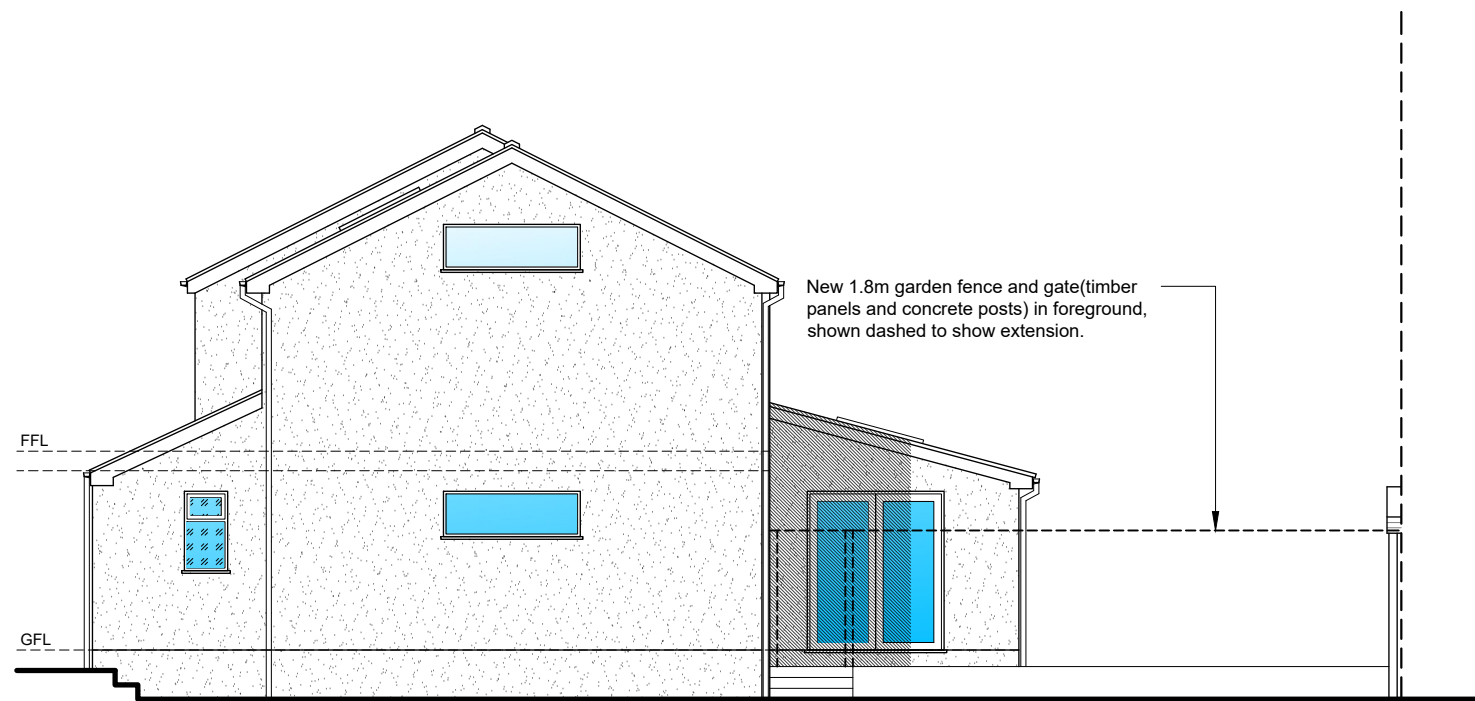 New 1.8m garden fence and gate(timber
panels and concrete posts) in foreground,
shown dashed to show extension.
FFL
GFL